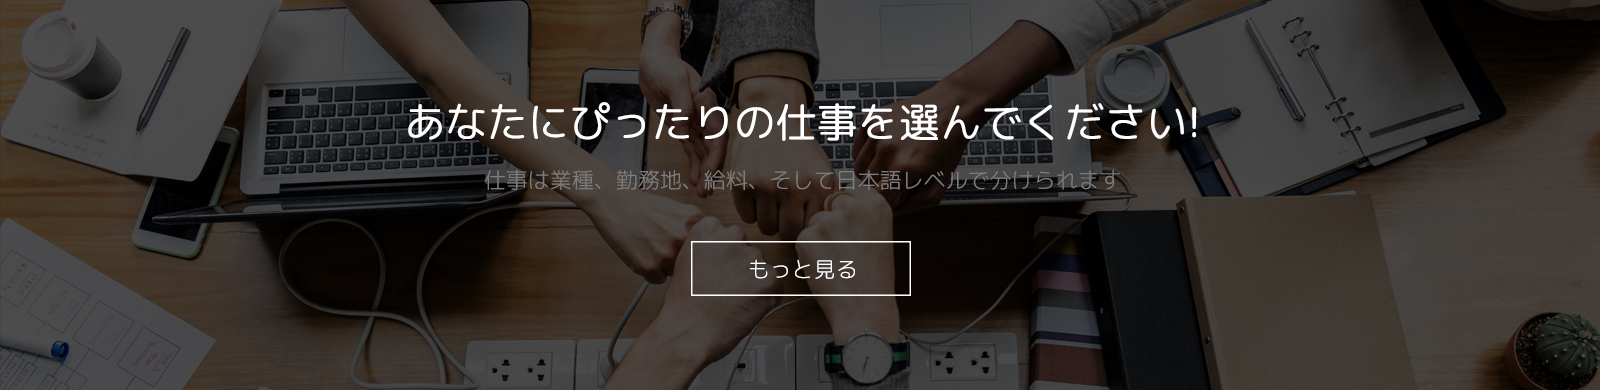 あなたにぴったりの仕事を選んでください!
仕事は業種、勤務地、給料、そして日本語レベルで分けられます
もっと見る